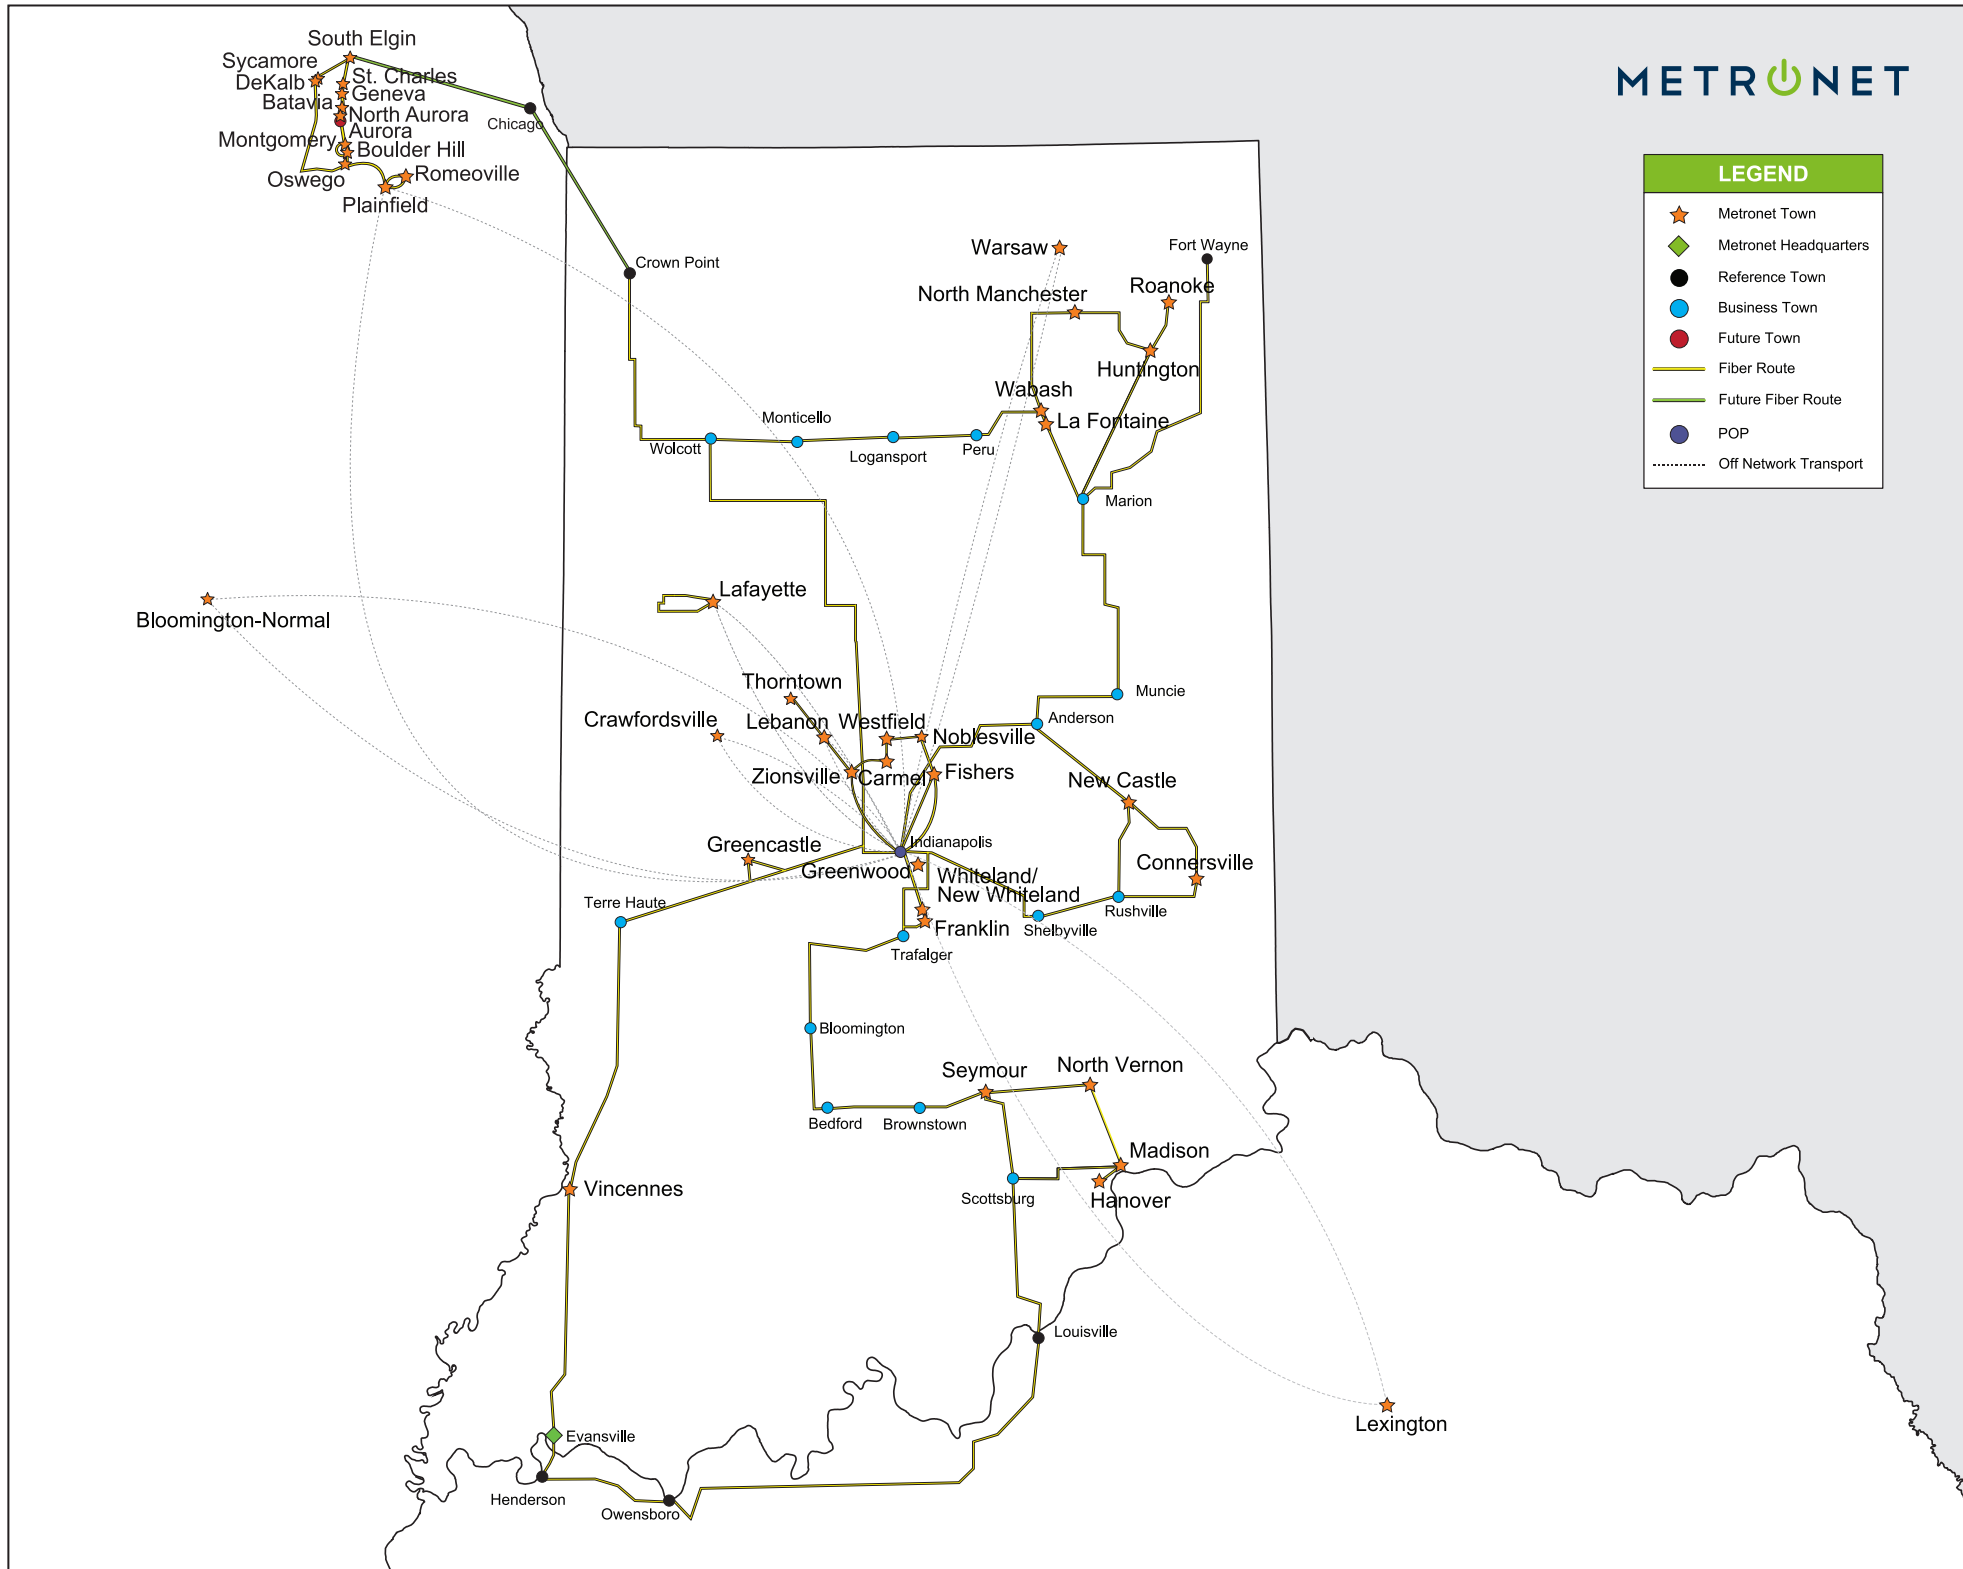 South Elgin
Sycamore
DeKalb
St. Charles
Geneva
Batavia
North Aurora
Aurora
Montgomery
Boulder Hill
Oswego
Romeoville
Plainfield
Chicago
METRONET
LEGEND
Metronet Town
Metronet Headquarters
Reference Town
Business Town
Future Town
Fiber Route
Future Fiber Route
POP
Off Network Transport
Crown Point
Warsaw
Fort Wayne
North Manchester
Roanoke
Huntington
Wabash
La Fontaine
Monticello
Wolcott
Logansport
Peru
Marion
Bloomington-Normal
Lafayette
Thorntown
Muncie
Crawfordsville
Lebanon
Westfield
Noblesville
Anderson
Zionsville
Carmel
Fishers
New Castle
Greencastle
Indianapolis
Greenwood
Whiteland/
New Whiteland
Connersville
Terre Haute
Franklin
Shelbyville
Rushville
Trafalger
Bloomington
Seymour
North Vernon
Bedford
Brownstown
Madison
Vincennes
Scottsburg
Hanover
Louisville
Lexington
Evansville
Henderson
Owensboro